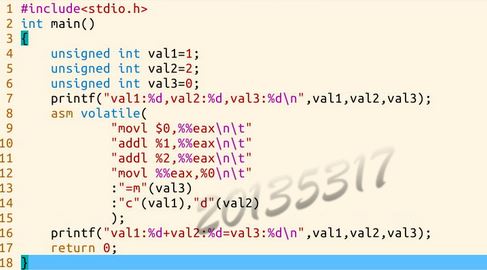 1 #include<stdio.h>
2 int main()
3 {
4 unsigned int val1=1;
5 unsigned int val2=2;
6 unsigned int val3=0;
7 printf("val1:%d,val2:%d,val3:%d\n",val1,val2,val3);
8 asm volatile(
9 "movl $0,%%eax\n\t"
10 "addl %1,%%eax\n\t"
11 "addl %2,%%eax\n\t"
12 "movl %%eax,%0\n\t"
13 :"=m"(val3)
14 :"c"(val1),"d"(val2)
15 );
16 printf("val1:%d+val2:%d=val3:%d\n",val1,val2,val3);
17 return 0;
18 }
20135317